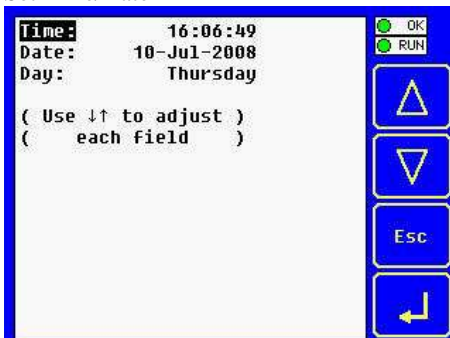 Time: 16:06:49
Date: 10-Jul-2008
Day: Thursday
( Use ↓↑ to adjust )
( each field )
OK
RUN
Esc